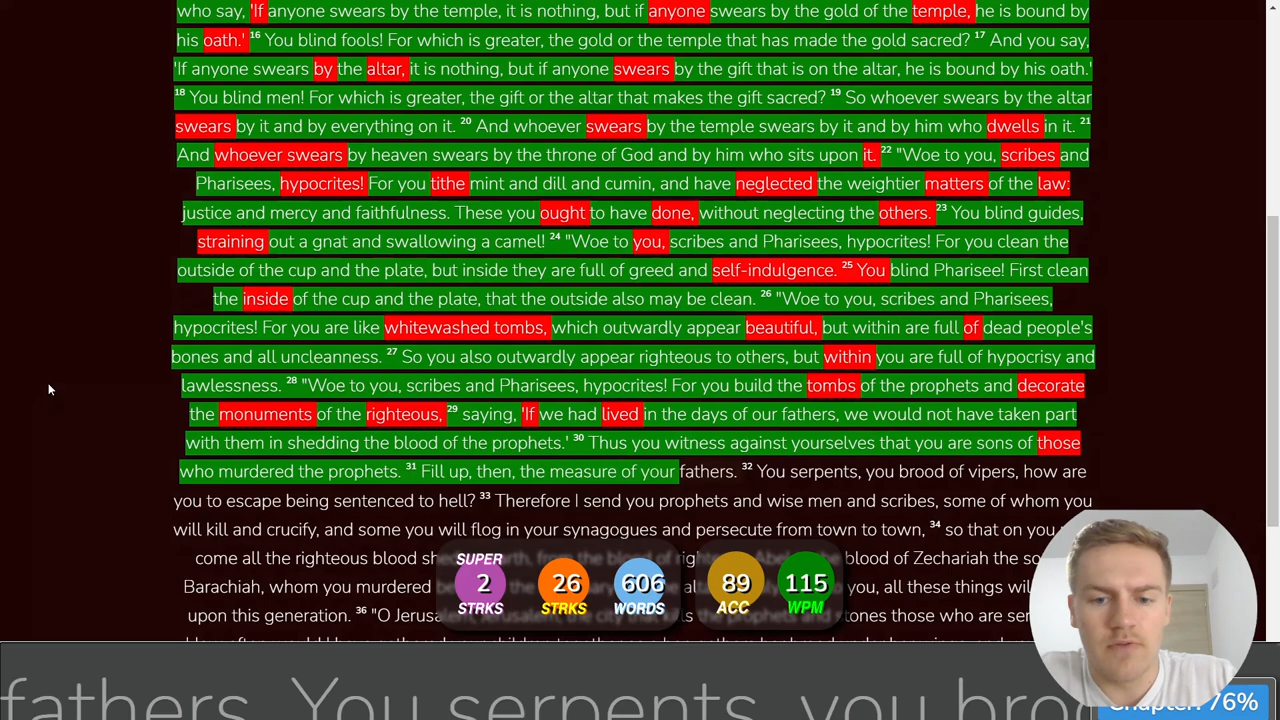 who say, 'If anyone swears by the temple, it is nothing, but if anyone swears by the gold of the temple, he is bound by
his oath.' 16 You blind fools! For which is greater, the gold or the temple that has made the gold sacred? 17 And you say,
'If anyone swears by the altar, it is nothing, but if anyone swears by the gift that is on the altar, he is bound by his oath.'
18 You blind men! For which is greater, the gift or the altar that makes the gift sacred? 19 So whoever swears by the altar
swears by it and by everything on it. 20 And whoever swears by the temple swears by it and by him who dwells in it. 21
And whoever swears by heaven swears by the throne of God and by him who sits upon it. 22 "Woe to you, scribes and
Pharisees, hypocrites! For you tithe mint and dill and cumin, and have neglected the weightier matters of the law:
justice and mercy and faithfulness. These you ought to have done, without neglecting the others. 23 You blind guides,
straining out a gnat and swallowing a camel! 24 "Woe to you, scribes and Pharisees, hypocrites! For you clean the
outside of the cup and the plate, but inside they are full of greed and self-indulgence. 25 You blind Pharisee! First clean
the inside of the cup and the plate, that the outside also may be clean. 26 "Woe to you, scribes and Pharisees,
hypocrites! For you are like whitewashed tombs, which outwardly appear beautiful, but within are full of dead people's
bones and all uncleanness. 27 So you also outwardly appear righteous to others, but within you are full of hypocrisy and
lawlessness. 28 "Woe to you, scribes and Pharisees, hypocrites! For you build the tombs of the prophets and decorate
the monuments of the righteous, 29 saying, 'If we had lived in the days of our fathers, we would not have taken part
with them in shedding the blood of the prophets.' 30 Thus you witness against yourselves that you are sons of those
who murdered the prophets. 31 Fill up, then, the measure of your fathers. 32 You serpents, you brood of vipers, how are
you to escape being sentenced to hell? 33 Therefore I send you prophets and wise men and scribes, some of whom you
will kill and crucify, and some you will flog in your synagogues and persecute from town to town, 34 so that on you
come all the righteous blood blood of Zechariah the
Barachiah, whom you murdered you, all these things
upon this generation. 36 "O stones those who are
SUPER 2 STRKS
26 STRKS
606 WORDS
89 ACC
115 WPM
fathers. You serpents, you
Chapter: 76%